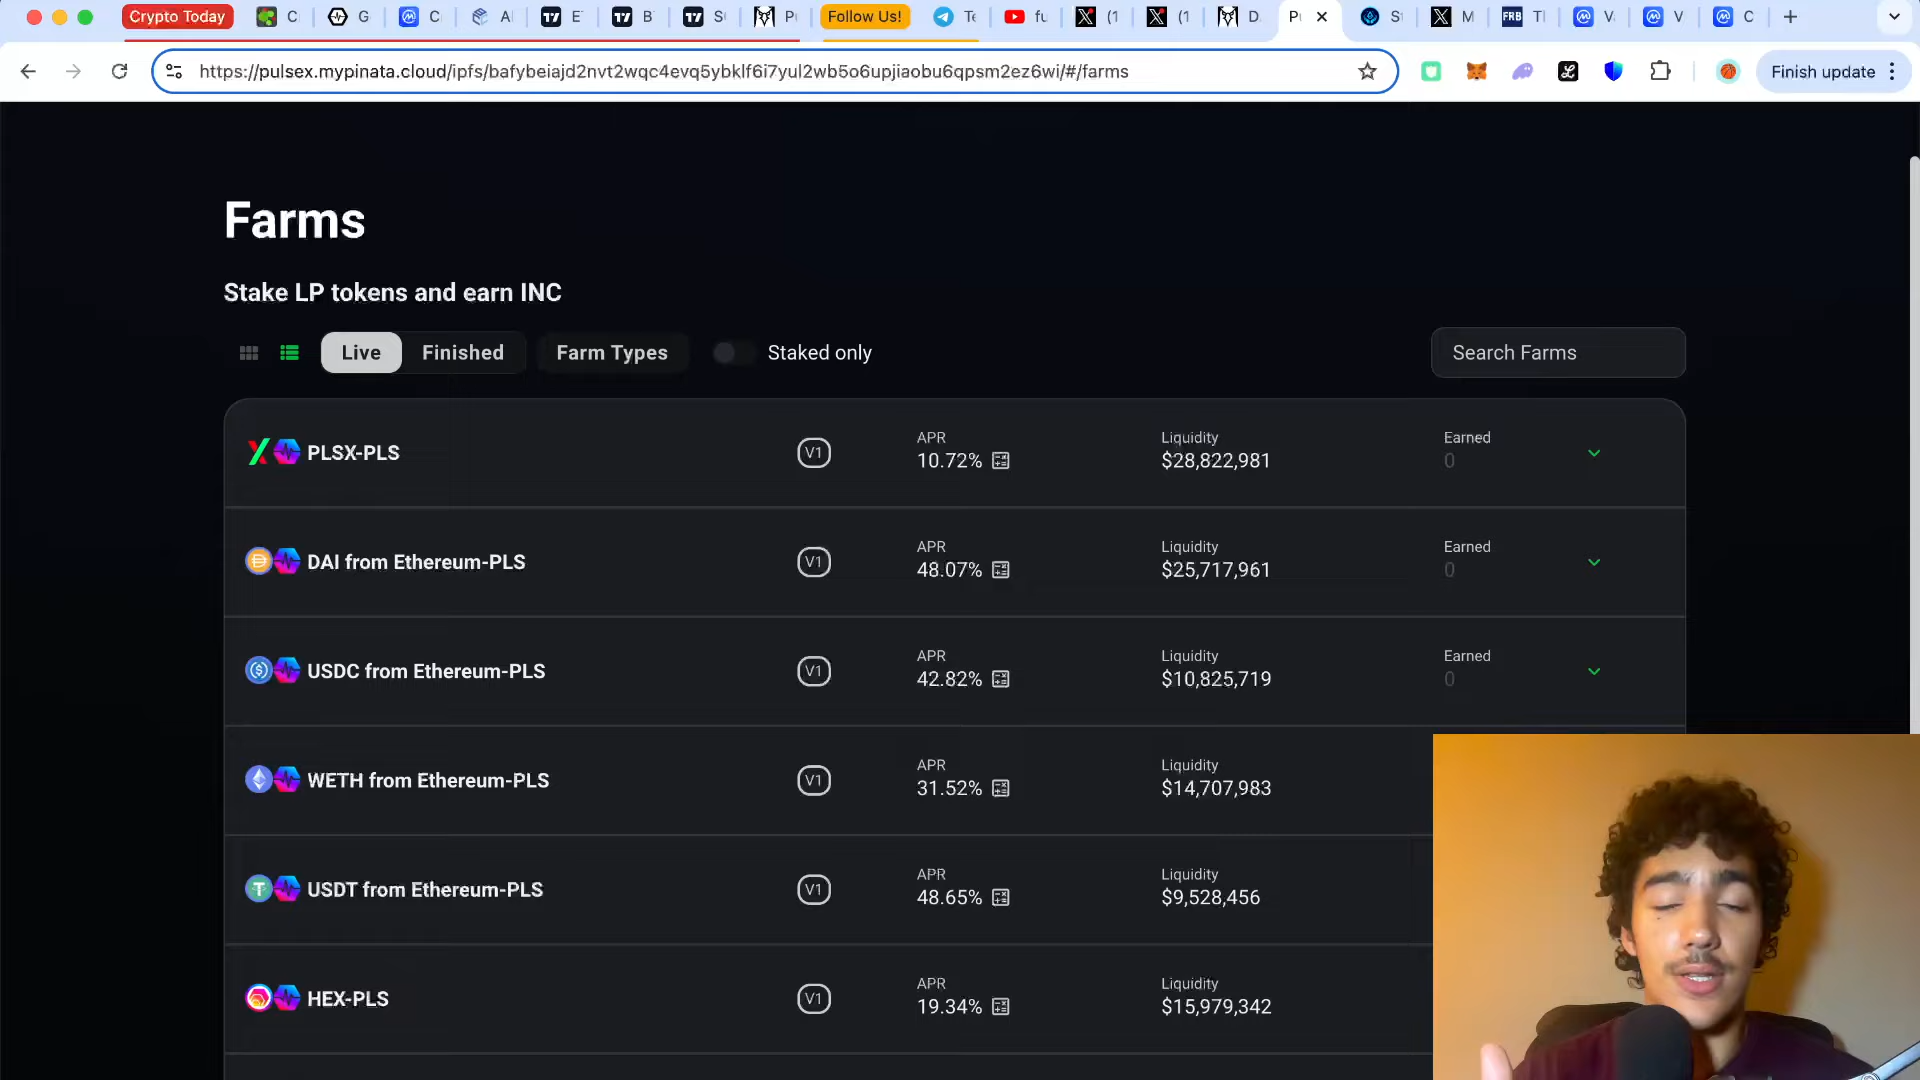 Crypto Today
C
G
C
A
E
B
S
P
Follow Us!
Te
fu
(1
(1
D
P
S
M
FRB
T
V
V
C
https://pulsex.mypinata.cloud/ipfs/bafybeiajd2nvt2wqc4evq5ybklf6i7yul2wb5o6upjiaobu6qpsm2ez6wi/#/farms
Finish update
Farms
Stake LP tokens and earn INC
Live
Finished
Farm Types
Staked only
Search Farms
PLSX-PLS
V1
APR
10.72%
Liquidity
$28,822,981
Earned
0
DAI from Ethereum-PLS
V1
APR
48.07%
Liquidity
$25,717,961
Earned
0
USDC from Ethereum-PLS
V1
APR
42.82%
Liquidity
$10,825,719
Earned
0
WETH from Ethereum-PLS
V1
APR
31.52%
Liquidity
$14,707,983
USDT from Ethereum-PLS
V1
APR
48.65%
Liquidity
$9,528,456
HEX-PLS
V1
APR
19.34%
Liquidity
$15,979,342